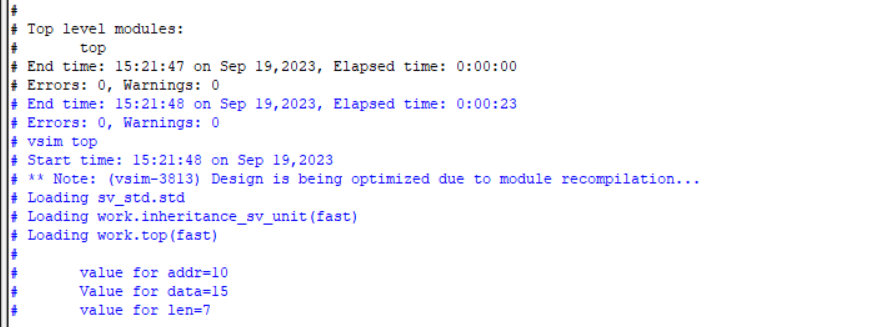 #
# Top level modules:
#       top
# End time: 15:21:47 on Sep 19,2023, Elapsed time: 0:00:00
# Errors: 0, Warnings: 0
# End time: 15:21:48 on Sep 19,2023, Elapsed time: 0:00:23
# Errors: 0, Warnings: 0
# vsim top
# Start time: 15:21:48 on Sep 19,2023
# ** Note: (vsim-3813) Design is being optimized due to module recompilation...
# Loading sv_std.std
# Loading work.inheritance_sv_unit(fast)
# Loading work.top(fast)
#
#       value for addr=10
#       Value for data=15
#       value for len=7